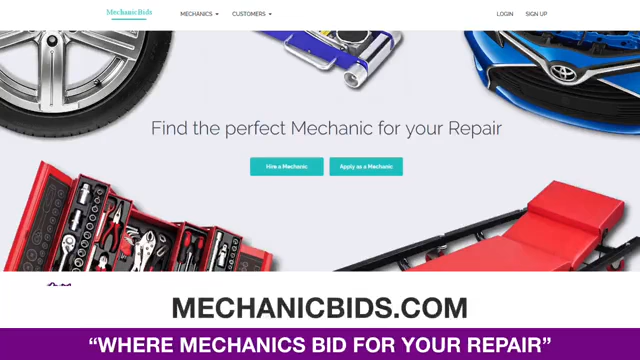 MechanicBids
MECHANICS
CUSTOMERS
LOGIN
SIGN UP
Find the perfect Mechanic for your Repair
Hire a Mechanic
Apply as a Mechanic
MECHANICBIDS.COM
“WHERE MECHANICS BID FOR YOUR REPAIR”